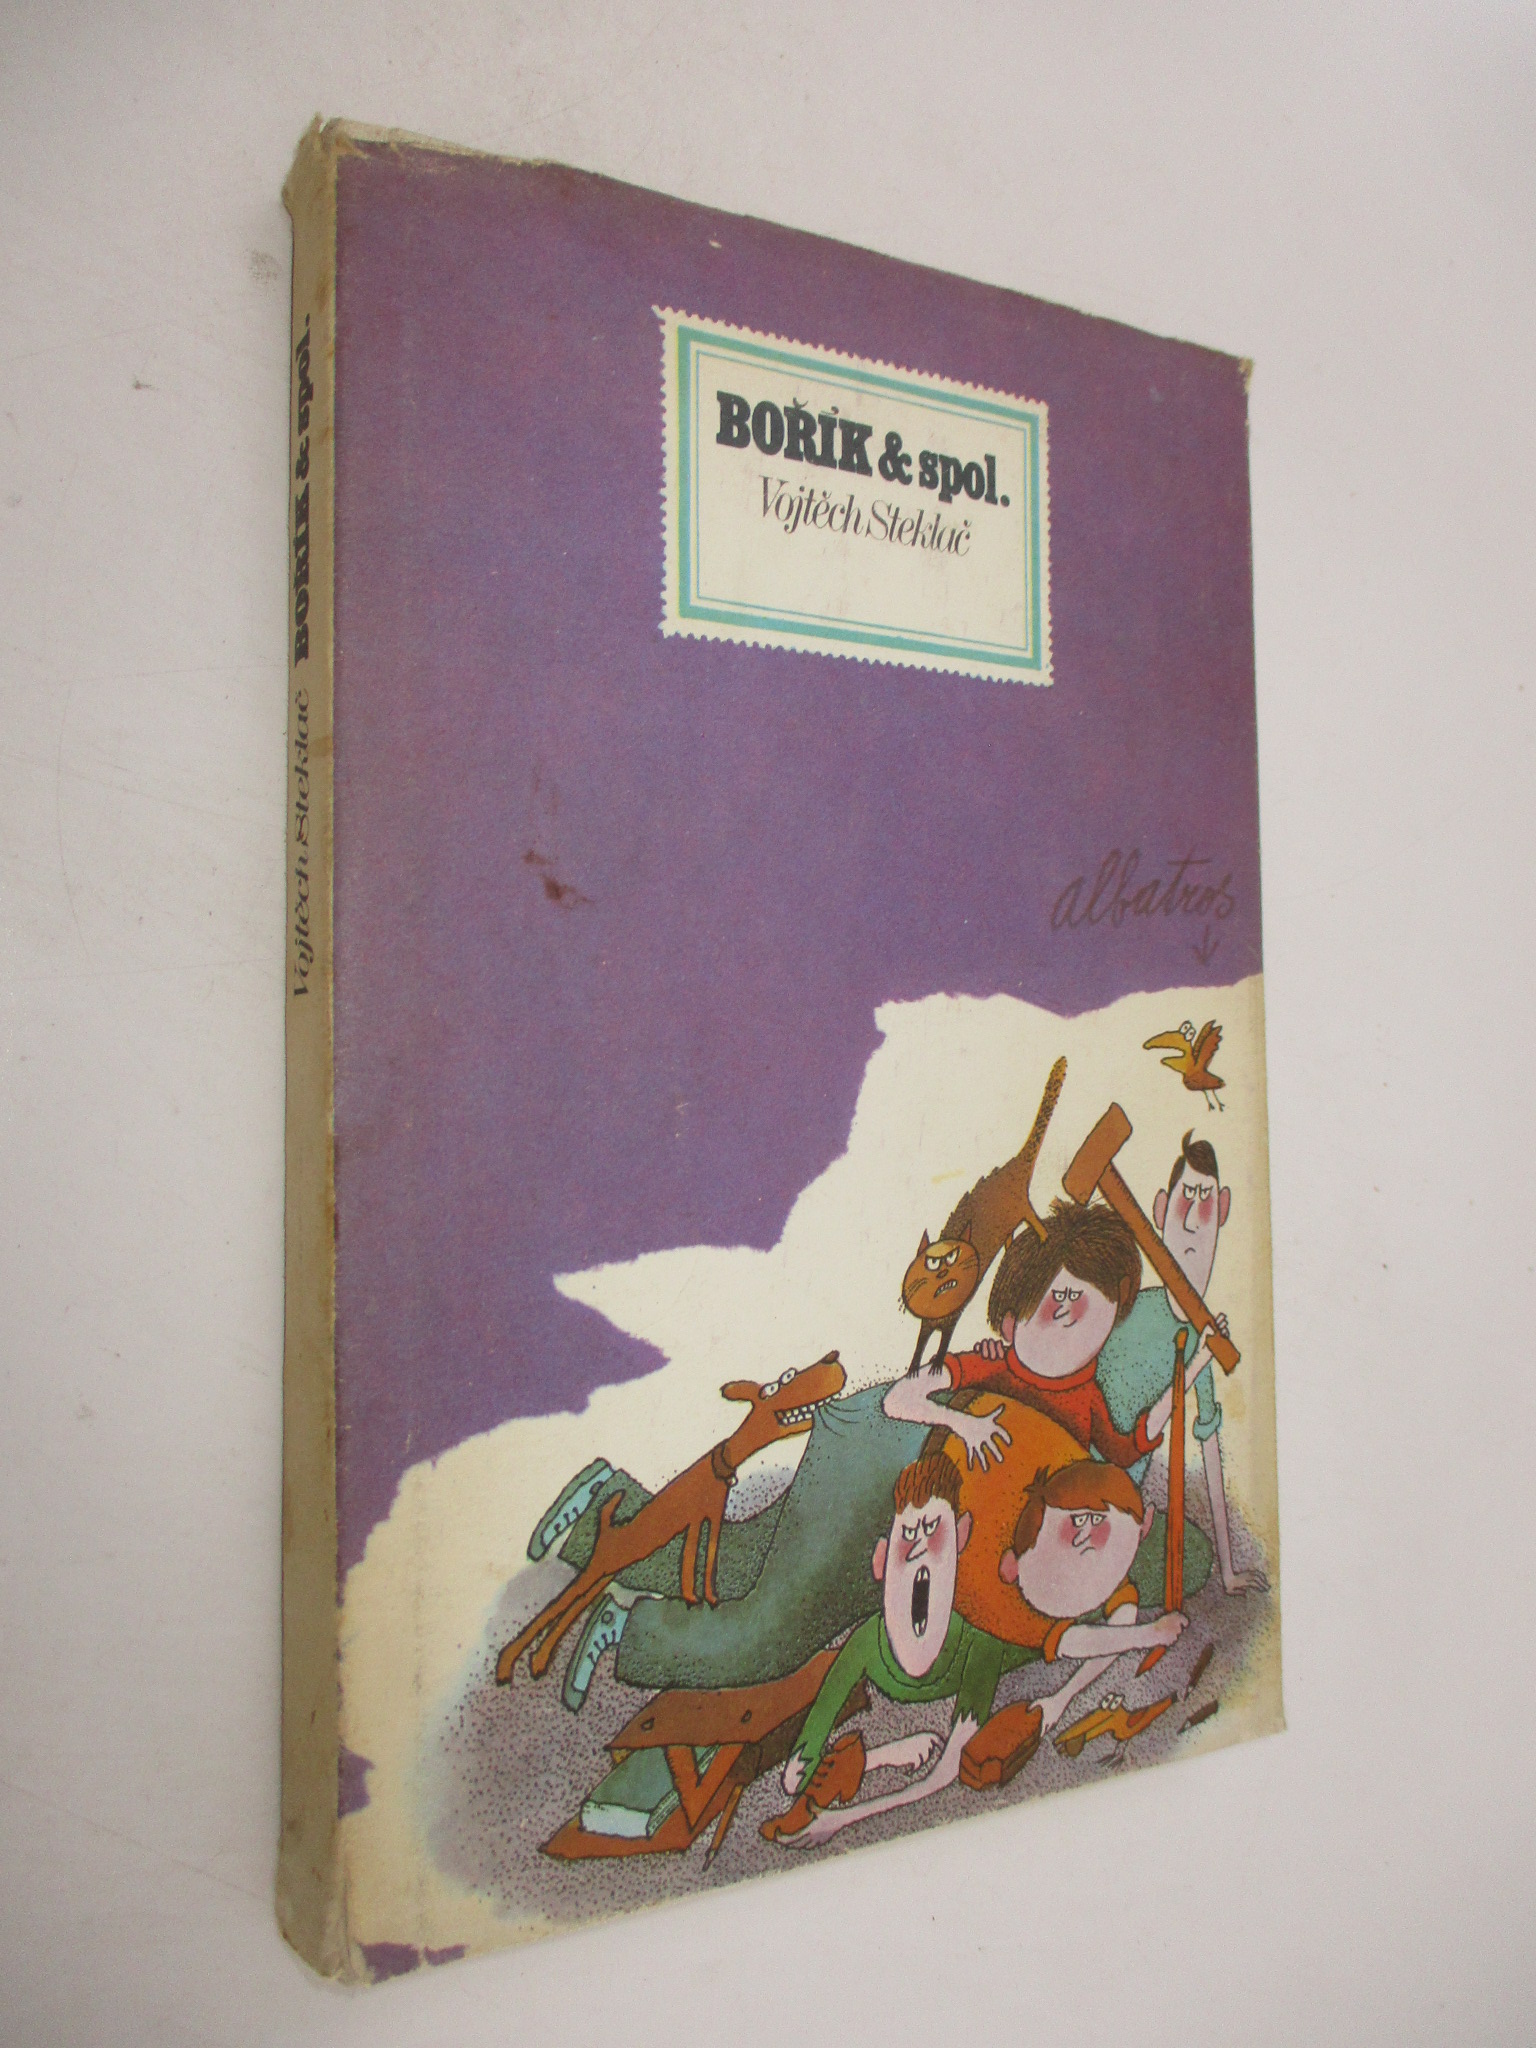 BOŘÍK & spol.
Vojtěch Steklač
albatros
Vojtěch Steklač BOŘÍK & spol.